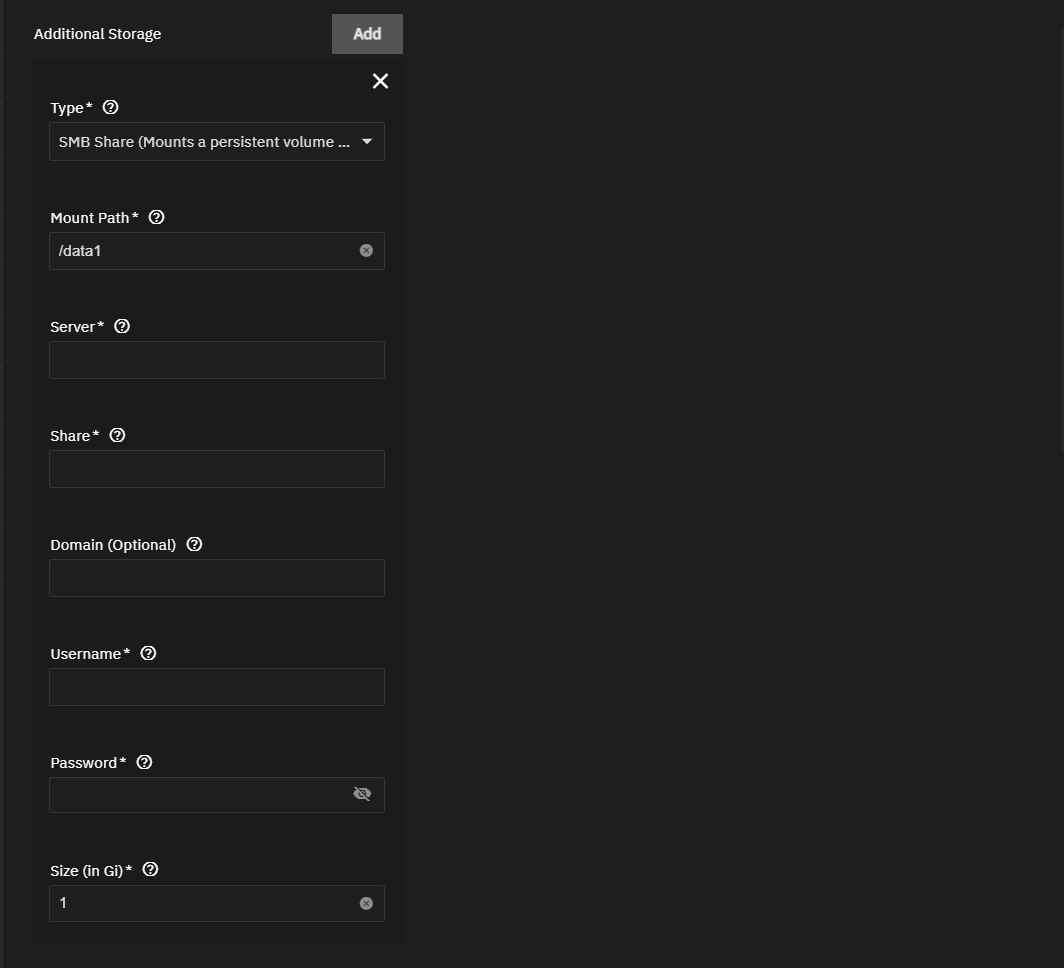 Additional Storage
Add
Type*
SMB Share (Mounts a persistent volume ...
Mount Path*
/data1
Server*
Share*
Domain (Optional)
Username*
Password*
Size (in Gi)*
1